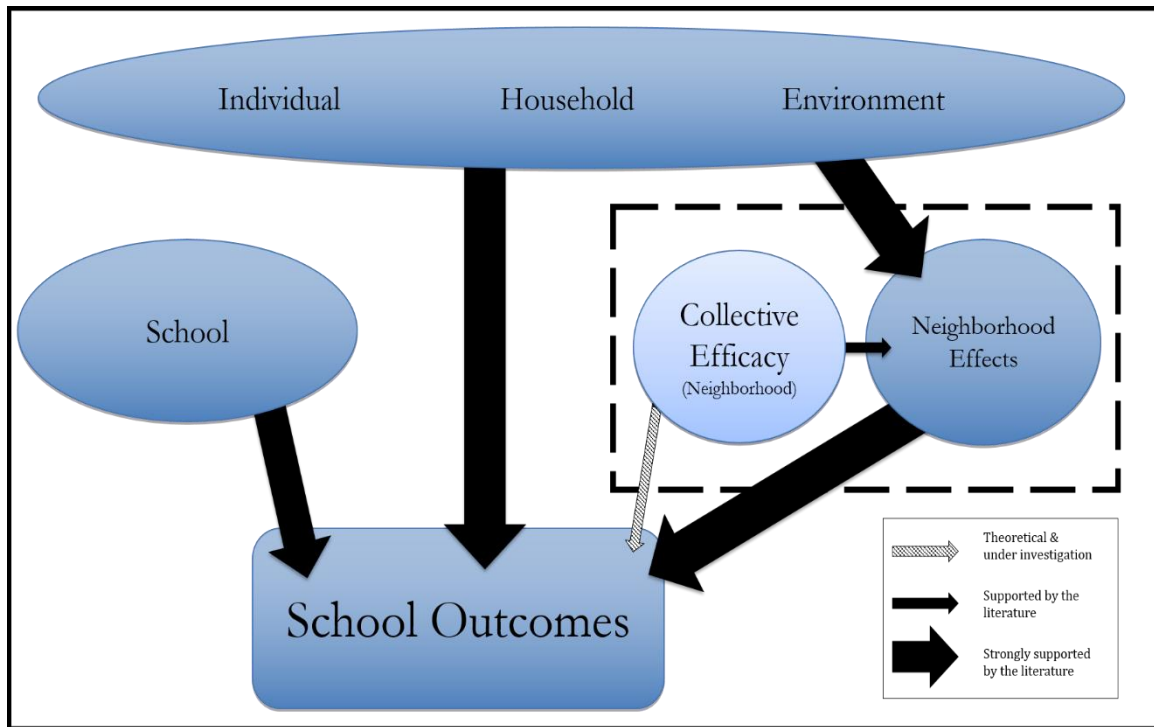 Individual Household Environment
School
Collective
Efficacy
(Neighborhood)
Neighborhood
Effects
School Outcomes
Theoretical &
under investigation
Supported by the
literature
Strongly supported
by the literature